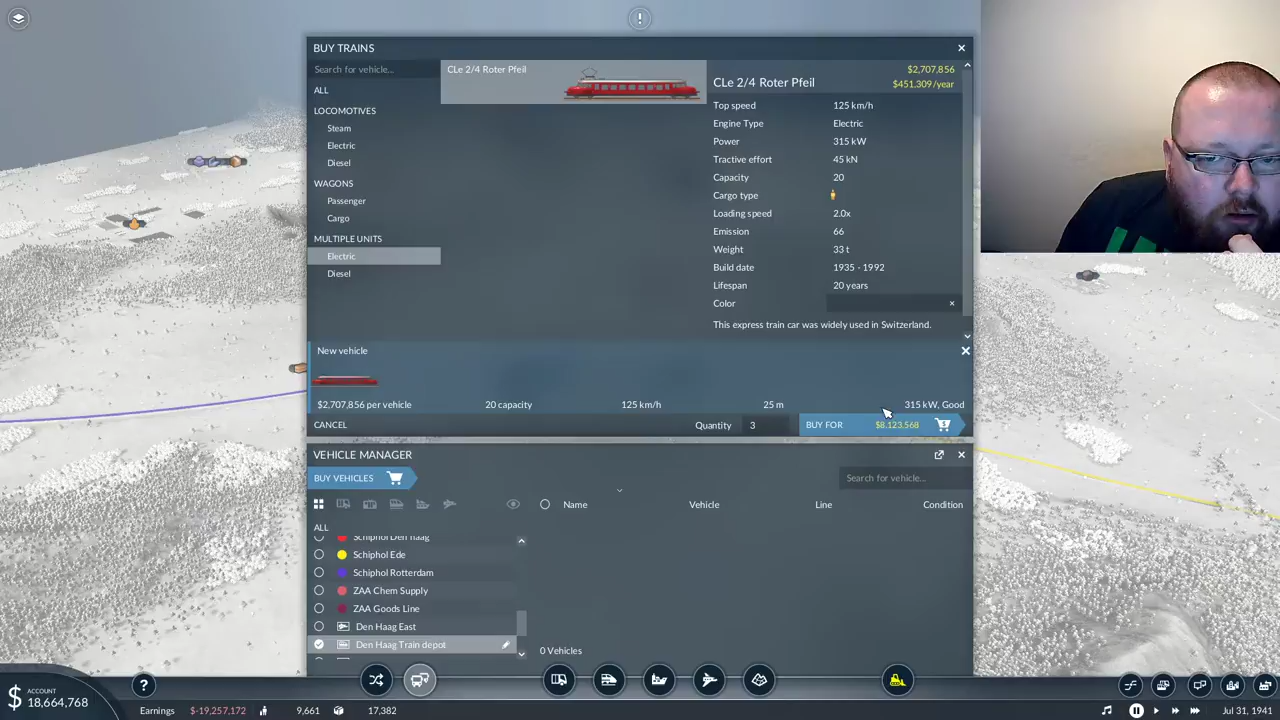 BUY TRAINS
Search for vehicle...
ALL
LOCOMOTIVES
Steam
Electric
Diesel
WAGONS
Passenger
Cargo
MULTIPLE UNITS
Electric
Diesel
CLe 2/4 Roter Pfeil
$2,707,856
CLe 2/4 Roter Pfeil
$451,309/year
Top speed 125 km/h
Engine Type Electric
Power 315 kW
Tractive effort 45 kN
Capacity 20
Cargo type
Loading speed 2.0x
Emission 66
Weight 33 t
Build date 1935 - 1992
Lifespan 20 years
Color
This express train car was widely used in Switzerland.
New vehicle
$2,707,856 per vehicle 20 capacity 125 km/h 25 m 315 kW, Good
CANCEL Quantity 3 BUY FOR $8,123,568
VEHICLE MANAGER
BUY VEHICLES Search for vehicle...
Name Vehicle Line Condition
ALL
Schiphol Den Haag
Schiphol Ede
Schiphol Rotterdam
ZAA Chem Supply
ZAA Goods Line
Den Haag East
Den Haag Train depot
0 Vehicles
$ ACCOUNT
18,664,768
?
Earnings $-19,257,172 9,661 17,382 Jul 31, 1941